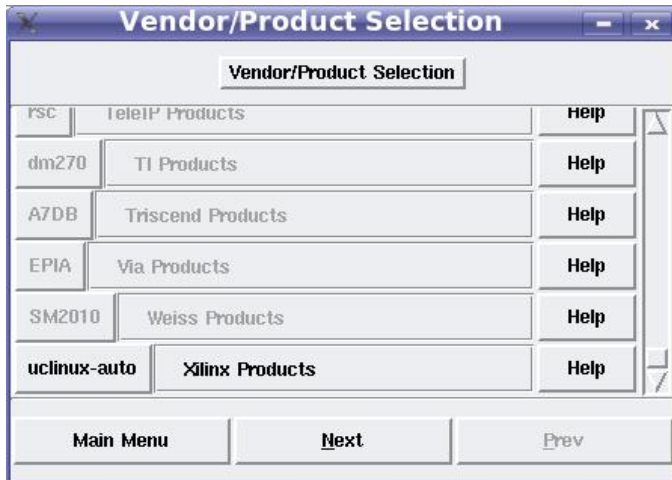 Vendor/Product Selection
Vendor/Product Selection
rsc TeleIP Products Help
dm270 TI Products Help
A7DB Triscend Products Help
EPIA Via Products Help
SM2010 Weiss Products Help
uclinux-auto Xilinx Products Help
Main Menu Next Prev